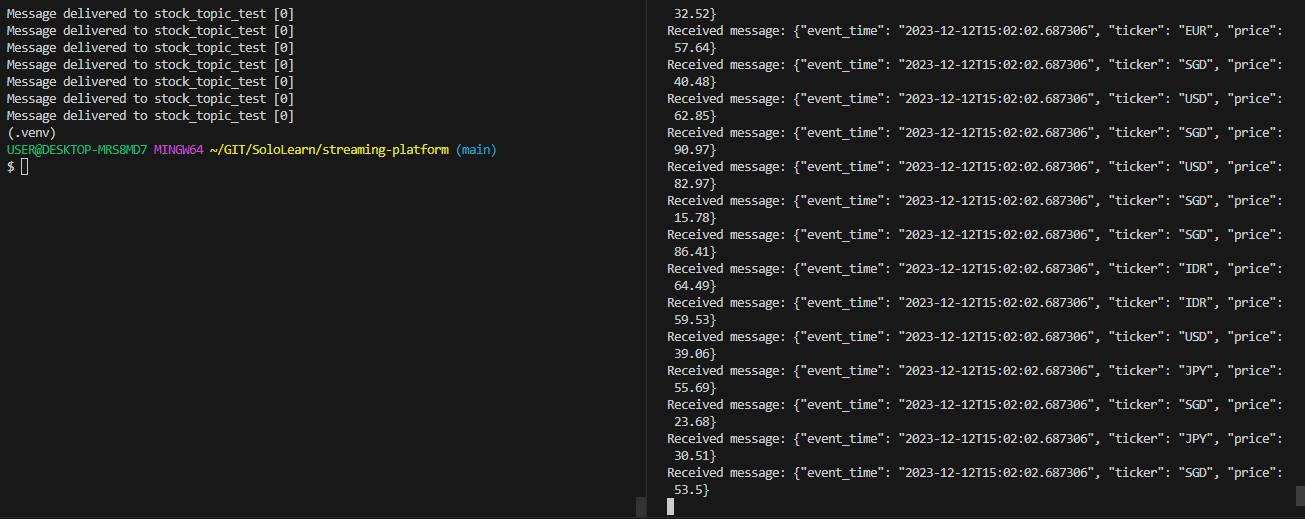 Message delivered to stock_topic_test [0]
Message delivered to stock_topic_test [0]
Message delivered to stock_topic_test [0]
Message delivered to stock_topic_test [0]
Message delivered to stock_topic_test [0]
Message delivered to stock_topic_test [0]
Message delivered to stock_topic_test [0]
(.venv)
USER@DESKTOP-MRS8MD7 MINGW64 ~/GIT/SoloLearn/streaming-platform (main)
$
32.52}
Received message: {"event_time": "2023-12-12T15:02:02.687306", "ticker": "EUR", "price":
57.64}
Received message: {"event_time": "2023-12-12T15:02:02.687306", "ticker": "SGD", "price":
40.48}
Received message: {"event_time": "2023-12-12T15:02:02.687306", "ticker": "USD", "price":
62.85}
Received message: {"event_time": "2023-12-12T15:02:02.687306", "ticker": "SGD", "price":
90.97}
Received message: {"event_time": "2023-12-12T15:02:02.687306", "ticker": "USD", "price":
82.97}
Received message: {"event_time": "2023-12-12T15:02:02.687306", "ticker": "SGD", "price":
15.78}
Received message: {"event_time": "2023-12-12T15:02:02.687306", "ticker": "SGD", "price":
86.41}
Received message: {"event_time": "2023-12-12T15:02:02.687306", "ticker": "IDR", "price":
64.49}
Received message: {"event_time": "2023-12-12T15:02:02.687306", "ticker": "IDR", "price":
59.53}
Received message: {"event_time": "2023-12-12T15:02:02.687306", "ticker": "USD", "price":
39.06}
Received message: {"event_time": "2023-12-12T15:02:02.687306", "ticker": "JPY", "price":
55.69}
Received message: {"event_time": "2023-12-12T15:02:02.687306", "ticker": "SGD", "price":
23.68}
Received message: {"event_time": "2023-12-12T15:02:02.687306", "ticker": "JPY", "price":
30.51}
Received message: {"event_time": "2023-12-12T15:02:02.687306", "ticker": "SGD", "price":
53.5}